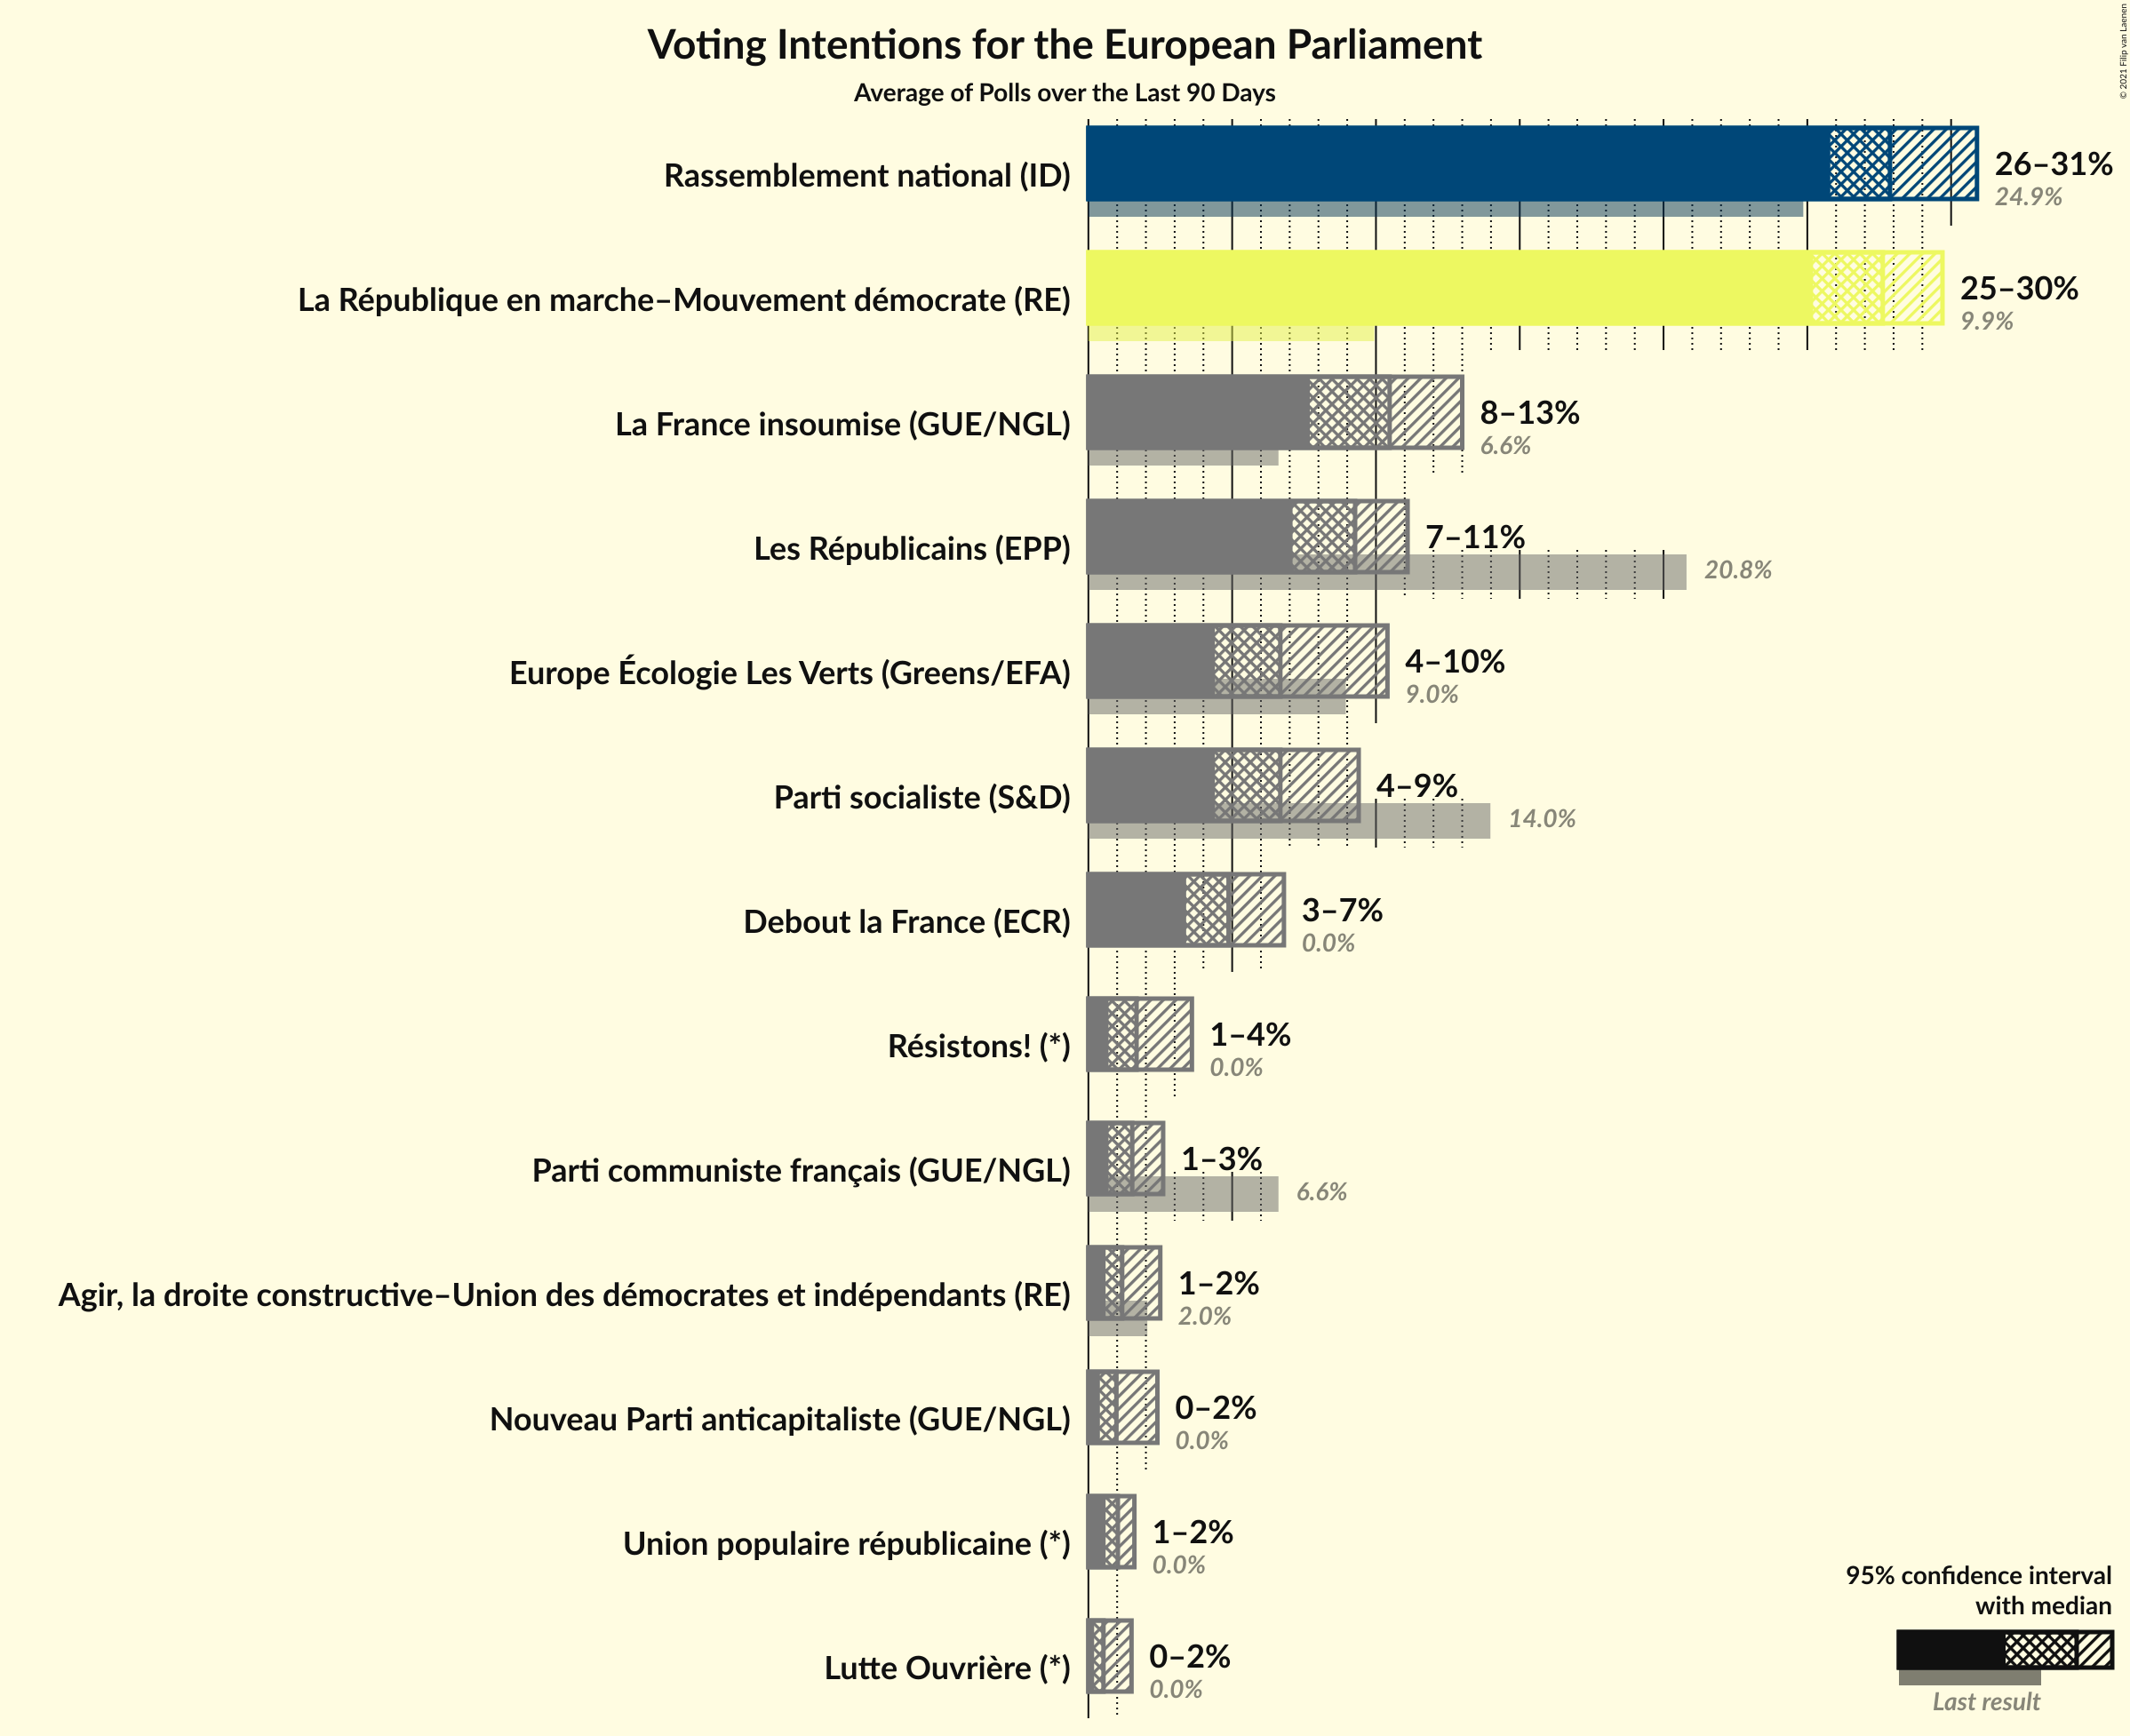 © 2021 Filip van Laenen
Voting Intentions for the European Parliament
Average of Polls over the Last 90 Days
Rassemblement national (ID)
26–31%
24.9%
La République en marche–Mouvement démocrate (RE)
25–30%
9.9%
La France insoumise (GUE/NGL)
8–13%
6.6%
Les Républicains (EPP)
7–11%
20.8%
Europe Écologie Les Verts (Greens/EFA)
4–10%
9.0%
Parti socialiste (S&D)
4–9%
14.0%
Debout la France (ECR)
3–7%
0.0%
Résistons! (*)
1–4%
0.0%
Parti communiste français (GUE/NGL)
1–3%
6.6%
Agir, la droite constructive–Union des démocrates et indépendants (RE)
1–2%
2.0%
Nouveau Parti anticapitaliste (GUE/NGL)
0–2%
0.0%
Union populaire républicaine (*)
1–2%
0.0%
Lutte Ouvrière (*)
0–2%
0.0%
95% confidence interval
with median
Last result